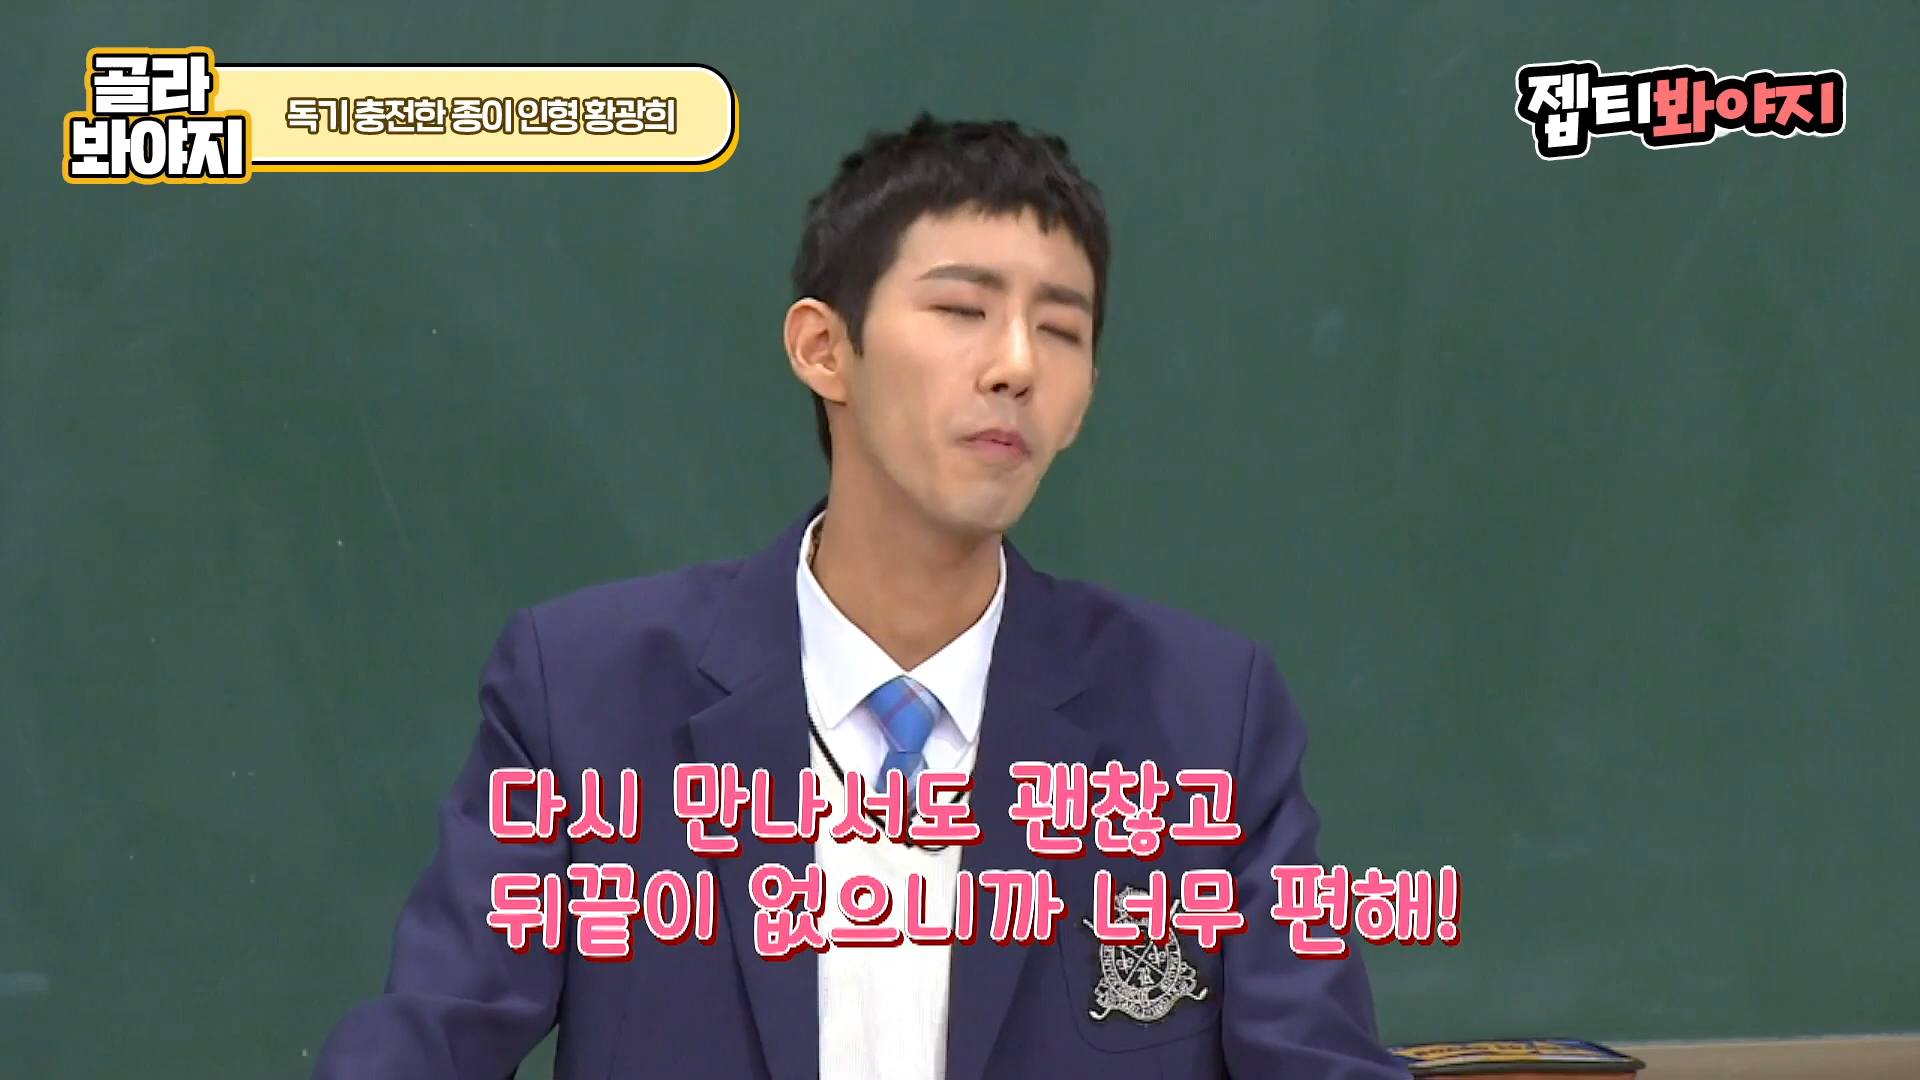 골라
봐야지
독기 충전한 종이 인형 황광희
젭티봐야지
다시 만나서도 괜찮고
뒤끝이 없으니까 너무 편해!